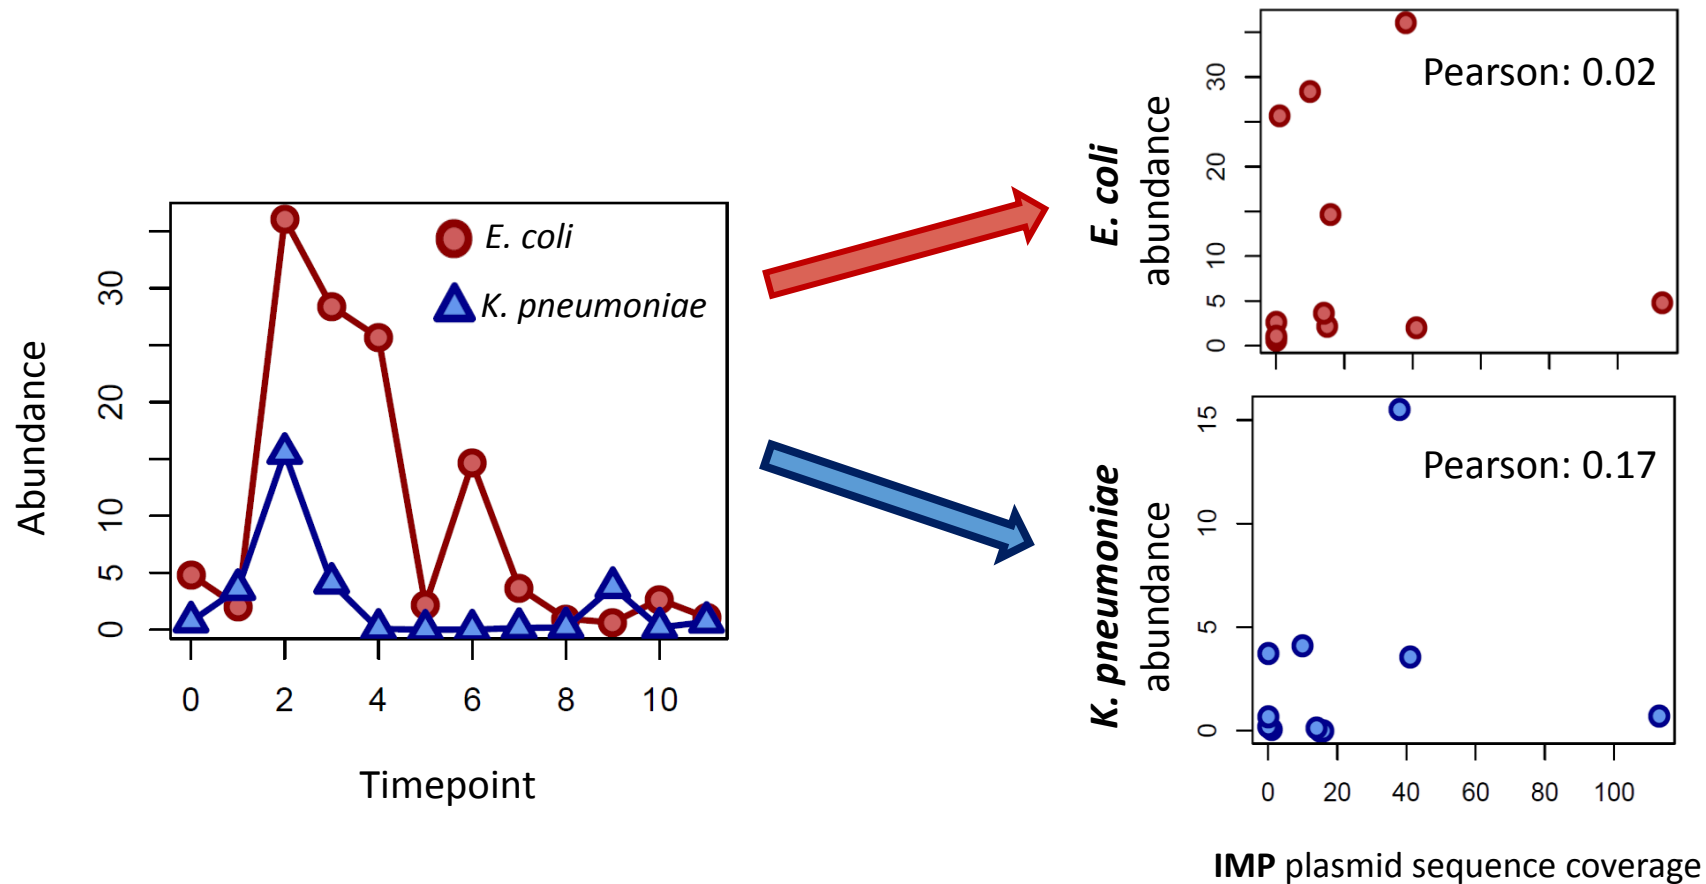 Abundance
30
20
10
5
0
E. coli
K. pneumoniae
0 2 4 6 8 10
Timepoint
E. coli
abundance
30
20
10
5
0
Pearson: 0.02
K. pneumoniae
abundance
15
10
5
0
Pearson: 0.17
0 20 40 60 80 100
IMP plasmid sequence coverage